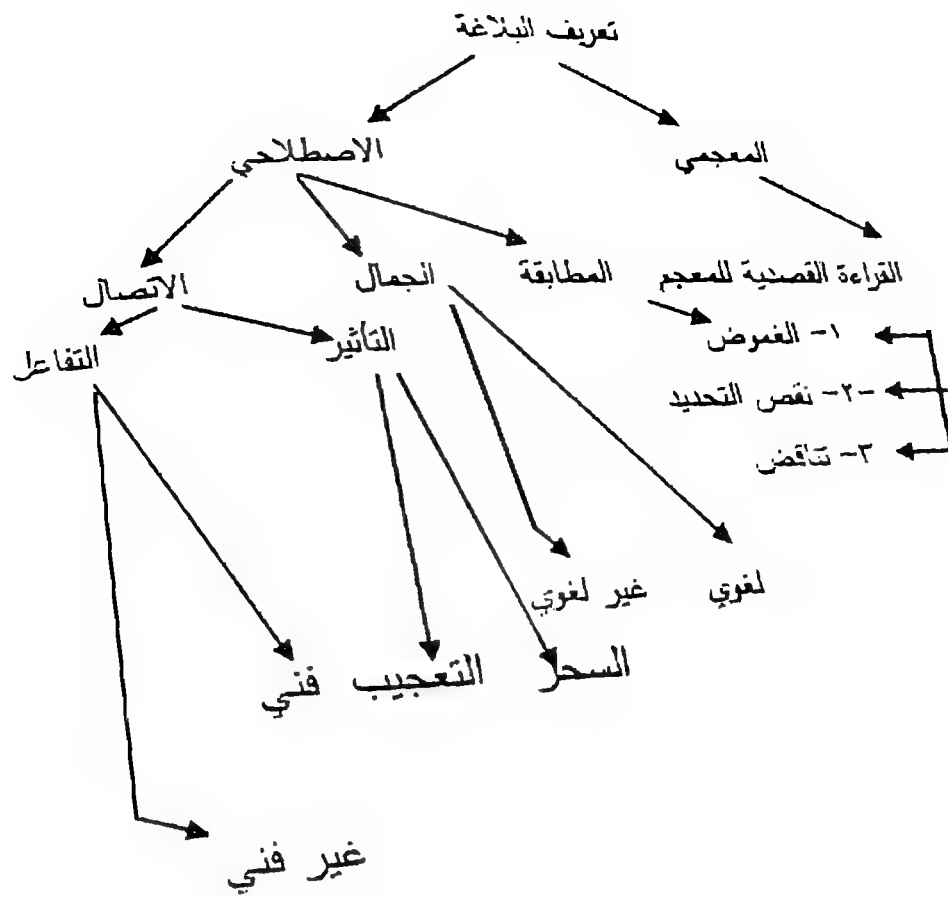 تعريف البلاغة
المعجمي
الاصطلاحي
القراءة القصدية للمعجم
المطابقة
الجمال
الاتصال
١- الغموض
التأثير
التفاعل
-٢- نقص التحديد
٣- تناقض
لغوي
غير لغوي
السحر
التعجيب
فني
غير فني